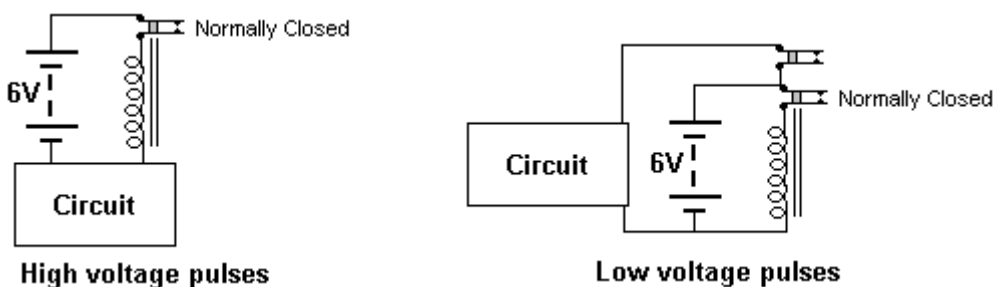 Normally Closed
6V
Circuit
High voltage pulses
Normally Closed
6V
Circuit
Low voltage pulses